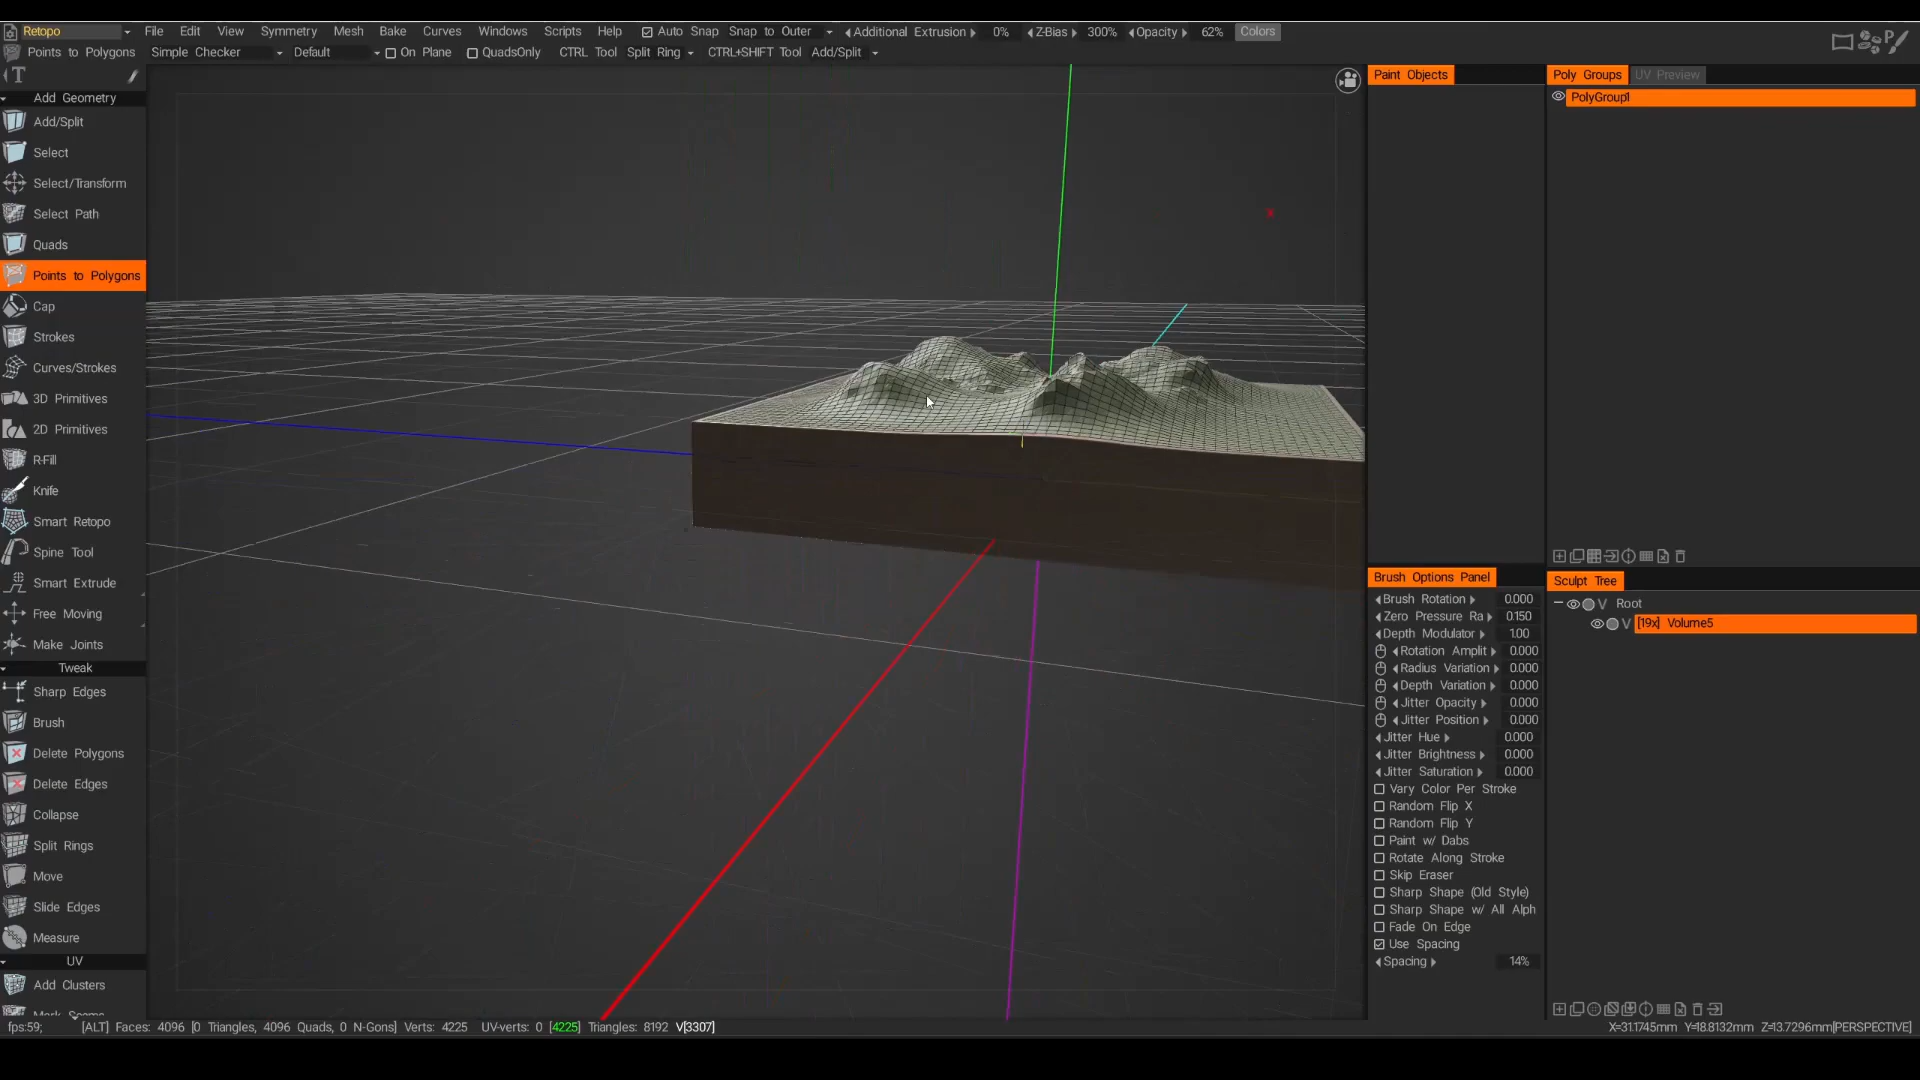 Retopo File Edit View Symmetry Mesh Bake Curves Windows Scripts Help Auto Snap Snap to Outer Additional Extrusion 0% Z-Bias 300% Opacity 62% Colors
Points to Polygons Simple Checker Default On Plane QuadsOnly CTRL Tool Split Ring CTRL+SHIFT Tool Add/Split
T
Add Geometry
Add/Split
Select
Select/Transform
Select Path
Quads
Points to Polygons
Cap
Strokes
Curves/Strokes
3D Primitives
2D Primitives
R-Fill
Knife
Smart Retopo
Spine Tool
Smart Extrude
Free Moving
Make Joints
Tweak
Sharp Edges
Brush
Delete Polygons
Delete Edges
Collapse
Split Rings
Move
Slide Edges
Measure
UV
Add Clusters
Mark Seams
x
P
Paint Objects
Poly Groups UV Preview
PolyGroup1
Brush Options Panel
Brush Rotation 0.000
Zero Pressure Ra 0.150
Depth Modulator 1.00
Rotation Amplit 0.000
Radius Variation 0.000
Depth Variation 0.000
Jitter Opacity 0.000
Jitter Position 0.000
Jitter Hue 0.000
Jitter Brightness 0.000
Jitter Saturation 0.000
Vary Color Per Stroke
Random Flip X
Random Flip Y
Paint w/ Dabs
Rotate Along Stroke
Skip Eraser
Sharp Shape (Old Style)
Sharp Shape w/ All Alph
Fade On Edge
Use Spacing
Spacing 14%
Sculpt Tree
V Root
V [19x] Volume5
fps:59; [ALT] Faces: 4096 [0 Triangles, 4096 Quads, 0 N-Gons] Verts: 4225 UV-verts: 0 [4225] Triangles: 8192 V[3307]
X=31.1745mm Y=18.8132mm Z=13.7296mm[PERSPECTIVE]